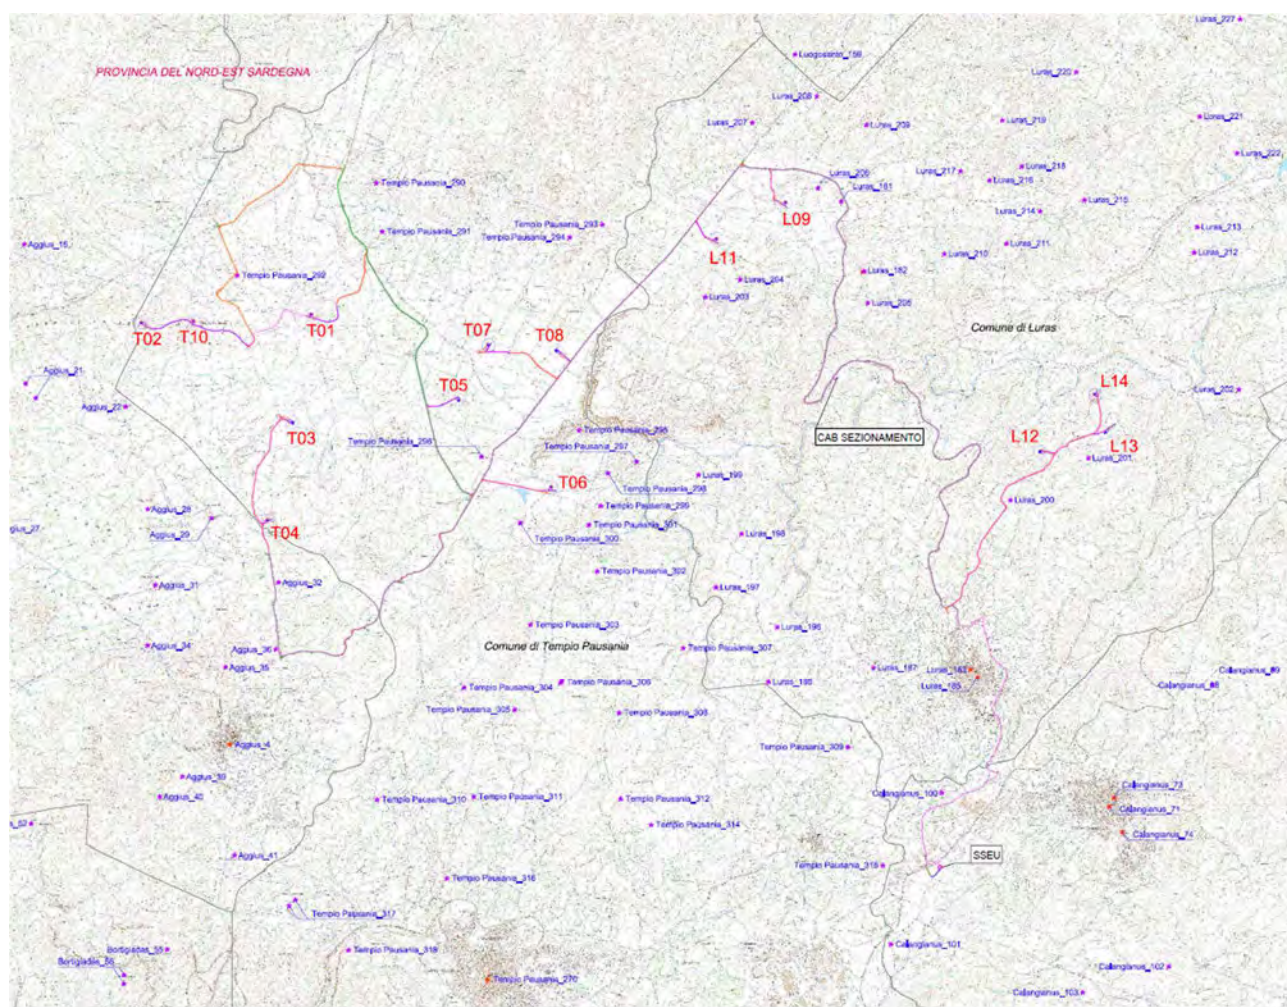 Luras_227
Luogosanto_159
PROVINCIA DEL NORD-EST SARDEGNA
Luras_220
Luras_208
Luras_207
Luras_209
Luras_219
Luras_221
Luras_222
Luras_218
Luras_217
Luras_216
Tempio Pausania_290
Luras_206
Luras_181
Luras_215
L09
Luras_214
Tempio Pausania_293
Tempio Pausania_291
Tempio Pausania_294
Luras_213
Aggius_16
Luras_211
L11
Luras_210
Luras_212
Tempio Pausania_292
Luras_204
Luras_182
Luras_203
Luras_205
T01
Comune di Luras
T02
T10
T07
T08
Aggius_21
T05
L14
Luras_202
Aggius_22
T03
Tempio Pausania_295
CAB SEZIONAMENTO
Tempio Pausania_296
Tempio Pausania_297
L12
L13
Luras_201
Luras_199
Tempio Pausania_298
T06
Luras_200
Aggius_28
Tempio Pausania_299
Aggius_29
T04
Tempio Pausania_301
Tempio Pausania_300
Luras_198
Tempio Pausania_302
Aggius_31
Aggius_32
Luras_197
Tempio Pausania_303
Luras_196
Aggius_34
Aggius_36
Comune di Tempio Pausania
Tempio Pausania_307
Aggius_35
Luras_187
Luras_183
Calangianus_69
Luras_185
Calangianus_68
Tempio Pausania_304
Tempio Pausania_306
Tempio Pausania_305
Tempio Pausania_308
Aggius_4
Tempio Pausania_309
Aggius_39
Calangianus_73
Aggius_40
Tempio Pausania_310
Tempio Pausania_311
Tempio Pausania_312
Calangianus_100
Calangianus_71
Tempio Pausania_314
Calangianus_74
Aggius_41
SSEU
Tempio Pausania_315
Tempio Pausania_316
Tempio Pausania_317
Bortigiadas_55
Tempio Pausania_318
Calangianus_101
Bortigiadas_56
Calangianus_102
Tempio Pausania_270
Calangianus_103